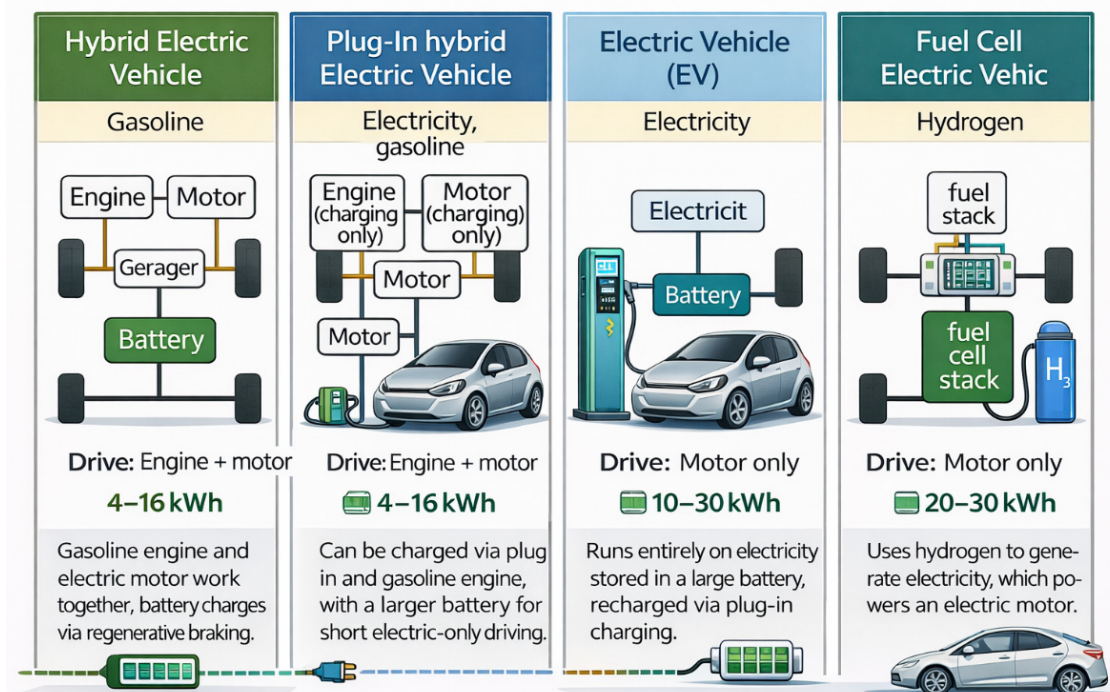 Hybrid Electric
Vehicle
Gasoline
Engine
Motor
Gerager
Battery
Drive: Engine + motor
4–16 kWh
Gasoline engine and
electric motor work
together, battery charges
via regenerative braking.
Plug-In hybrid
Electric Vehicle
Electricity,
gasoline
Engine
(charging
only)
Motor
(charging)
only)
Motor
Motor
Drive: Engine + motor
4–16 kWh
Can be charged via plug
in and gasoline engine,
with a larger battery for
short electric-only driving.
Electric Vehicle
(EV)
Electricity
Electricit
Battery
Drive: Motor only
10–30 kWh
Runs entirely on electricity
stored in a large battery,
recharged via plug-in
charging.
Fuel Cell
Electric Vehic
Hydrogen
fuel
stack
fuel
cell
stack
H₃
Drive: Motor only
20–30 kWh
Uses hydrogen to gene-
rate electricity, which po-
wers an electric motor.